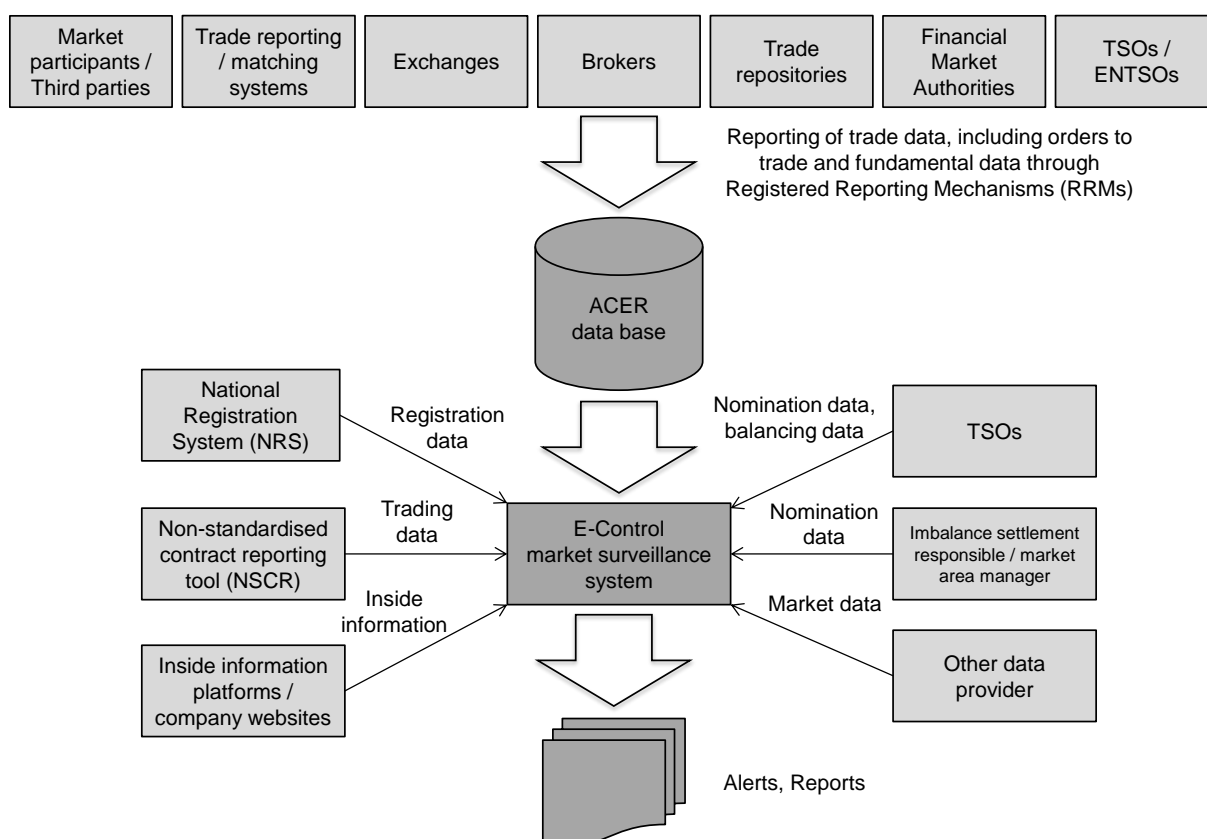 Market
participants /
Third parties
Trade reporting
/ matching
systems
Exchanges
Brokers
Trade
repositories
Financial
Market
Authorities
TSOs /
ENTSOs
Reporting of trade data, including orders to
trade and fundamental data through
Registered Reporting Mechanisms (RRMs)
ACER
data base
National
Registration
System (NRS)
Registration
data
Nomination data,
balancing data
TSOs
Non-standardised
contract reporting
tool (NSCR)
Trading
data
E-Control
market surveillance
system
Nomination
data
Imbalance settlement
responsible / market
area manager
Inside
information
Market data
Inside information
platforms /
company websites
Other data
provider
Alerts, Reports